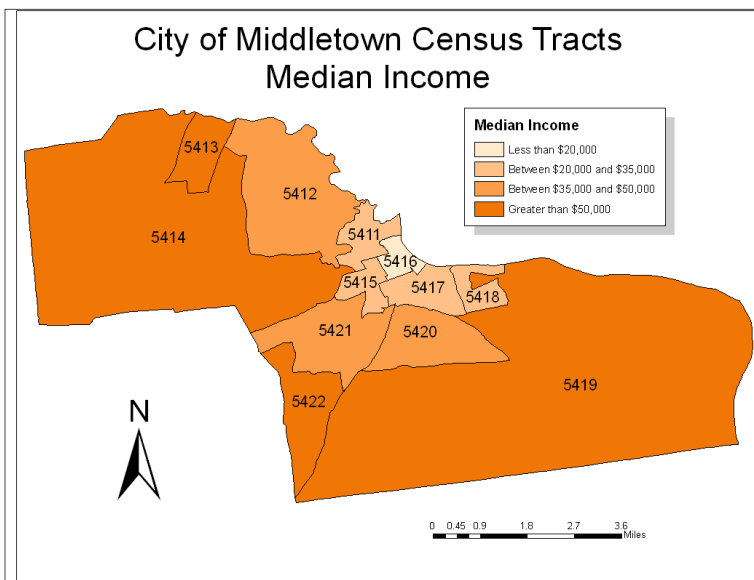 City of Middletown Census Tracts
Median Income
Median Income
Less than $20,000
Between $20,000 and $35,000
Between $35,000 and $50,000
Greater than $50,000
5413
5412
5414
5411
5416
5415
5417
5418
5421
5420
5419
5422
N
0 0.45 0.9 1.8 2.7 3.6
Miles